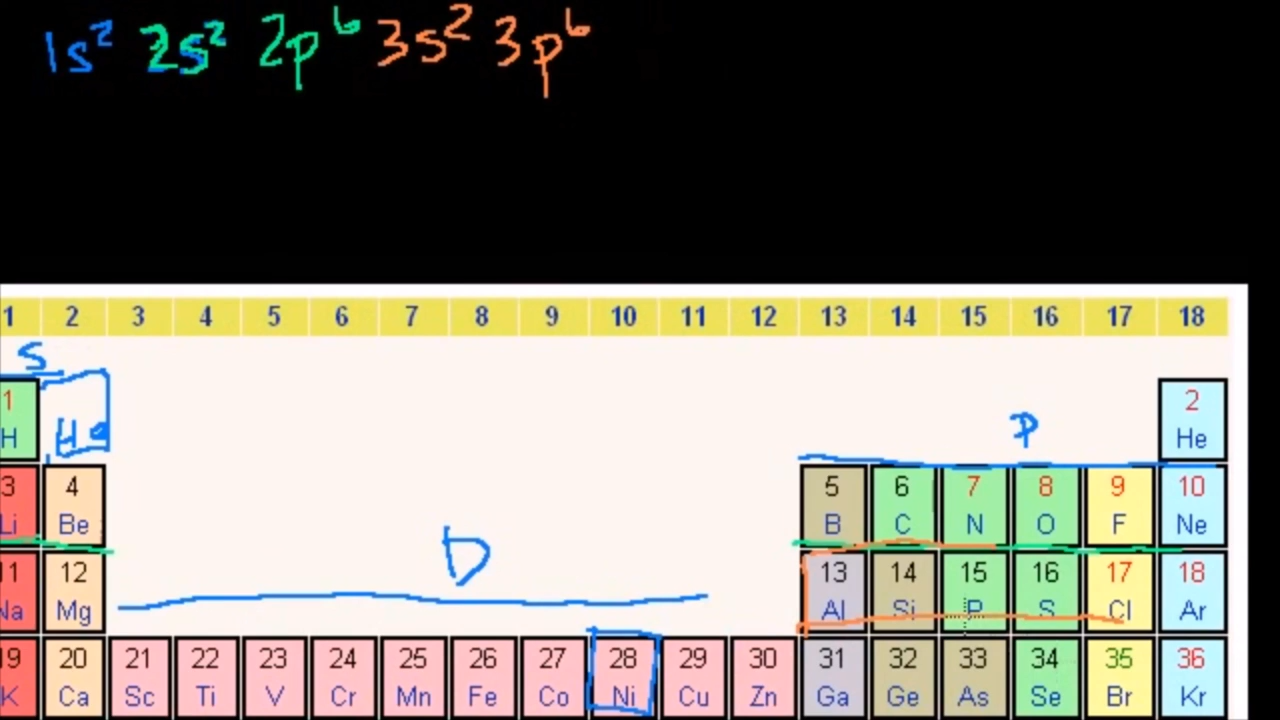 1s² 2s² 2p⁶ 3s² 3p⁶
1 2 3 4 5 6 7 8 9 10 11 12 13 14 15 16 17 18
S
1 2
H He He
P
3 4 5 6 7 8 9 10
Li Be B C N O F Ne
D
11 12 13 14 15 16 17 18
Na Mg Al Si P S Cl Ar
19 20 21 22 23 24 25 26 27 28 29 30 31 32 33 34 35 36
K Ca Sc Ti V Cr Mn Fe Co Ni Cu Zn Ga Ge As Se Br Kr